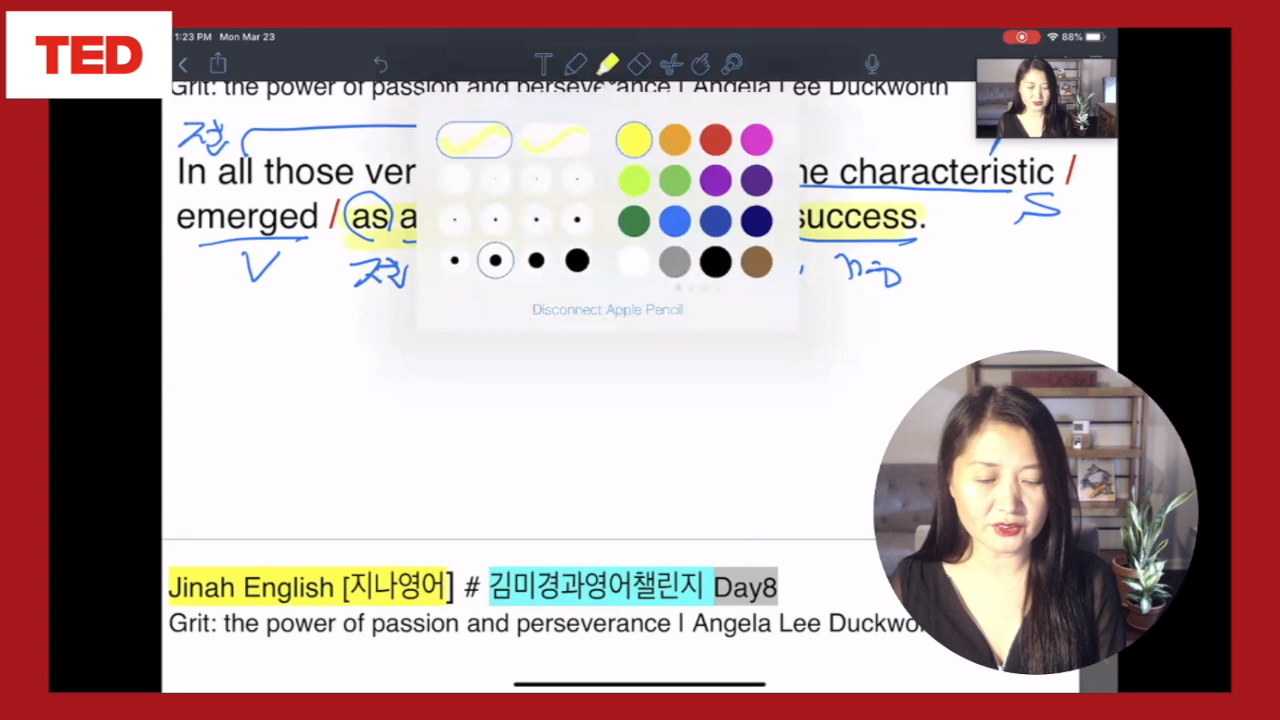 TED
1:23 PM Mon Mar 23
88%
Grit: the power of passion and perseverance | Angela Lee Duckworth
전
In all those ver he characteristic /
emerged / as a success.
S
V
전
Disconnect Apple Pencil
Jinah English [지나영어] # 김미경과영어챌린지 Day8
Grit: the power of passion and perseverance | Angela Lee Duckwo